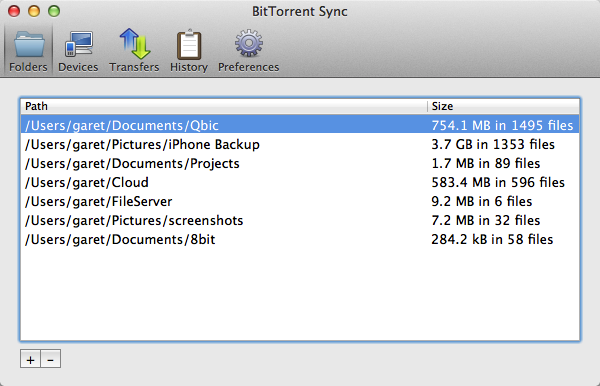 BitTorrent Sync
Folders Devices Transfers History Preferences
Path Size
/Users/garet/Documents/Qbic 754.1 MB in 1495 files
/Users/garet/Pictures/iPhone Backup 3.7 GB in 1353 files
/Users/garet/Documents/Projects 1.7 MB in 89 files
/Users/garet/Cloud 583.4 MB in 596 files
/Users/garet/FileServer 9.2 MB in 6 files
/Users/garet/Pictures/screenshots 7.2 MB in 32 files
/Users/garet/Documents/8bit 284.2 kB in 58 files
+ -